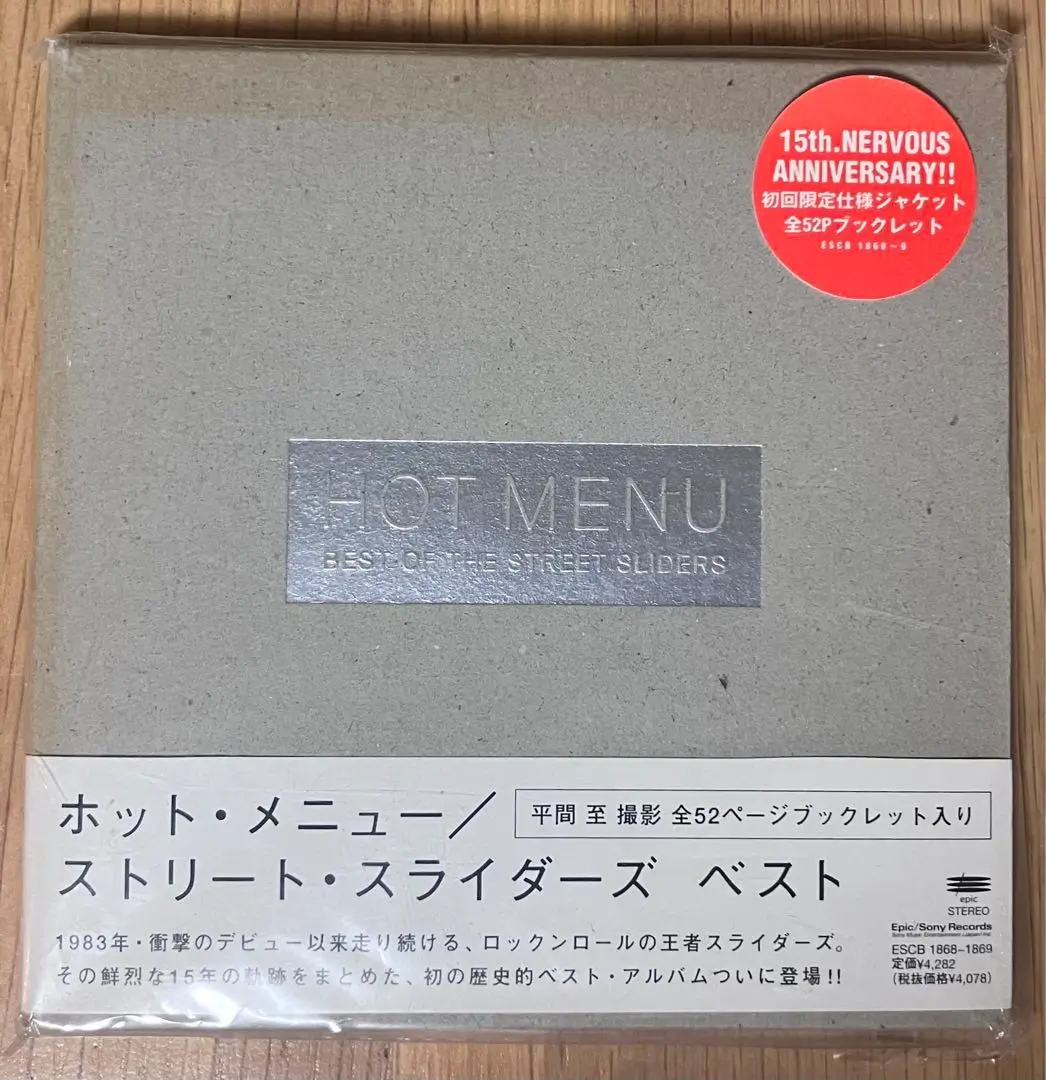 15th.NERVOUS
ANNIVERSARY!!
初回限定仕様ジャケット
全52Pブックレット
ESCB 1868〜9
HOT MENU
BEST OF THE STREET SLIDERS
ホット・メニュー／
平間 至 撮影 全52ページブックレット入り
ストリート・スライダーズ ベスト
epic
STEREO
1983年・衝撃のデビュー以来走り続ける、ロックンロールの王者スライダーズ。
その鮮烈な15年の軌跡をまとめた、初の歴史的ベスト・アルバムついに登場!!
Epic/Sony Records
Sony Music Entertainment (Japan) Inc.
ESCB 1868-1869
定価¥4,282
(税抜価格¥4,078)